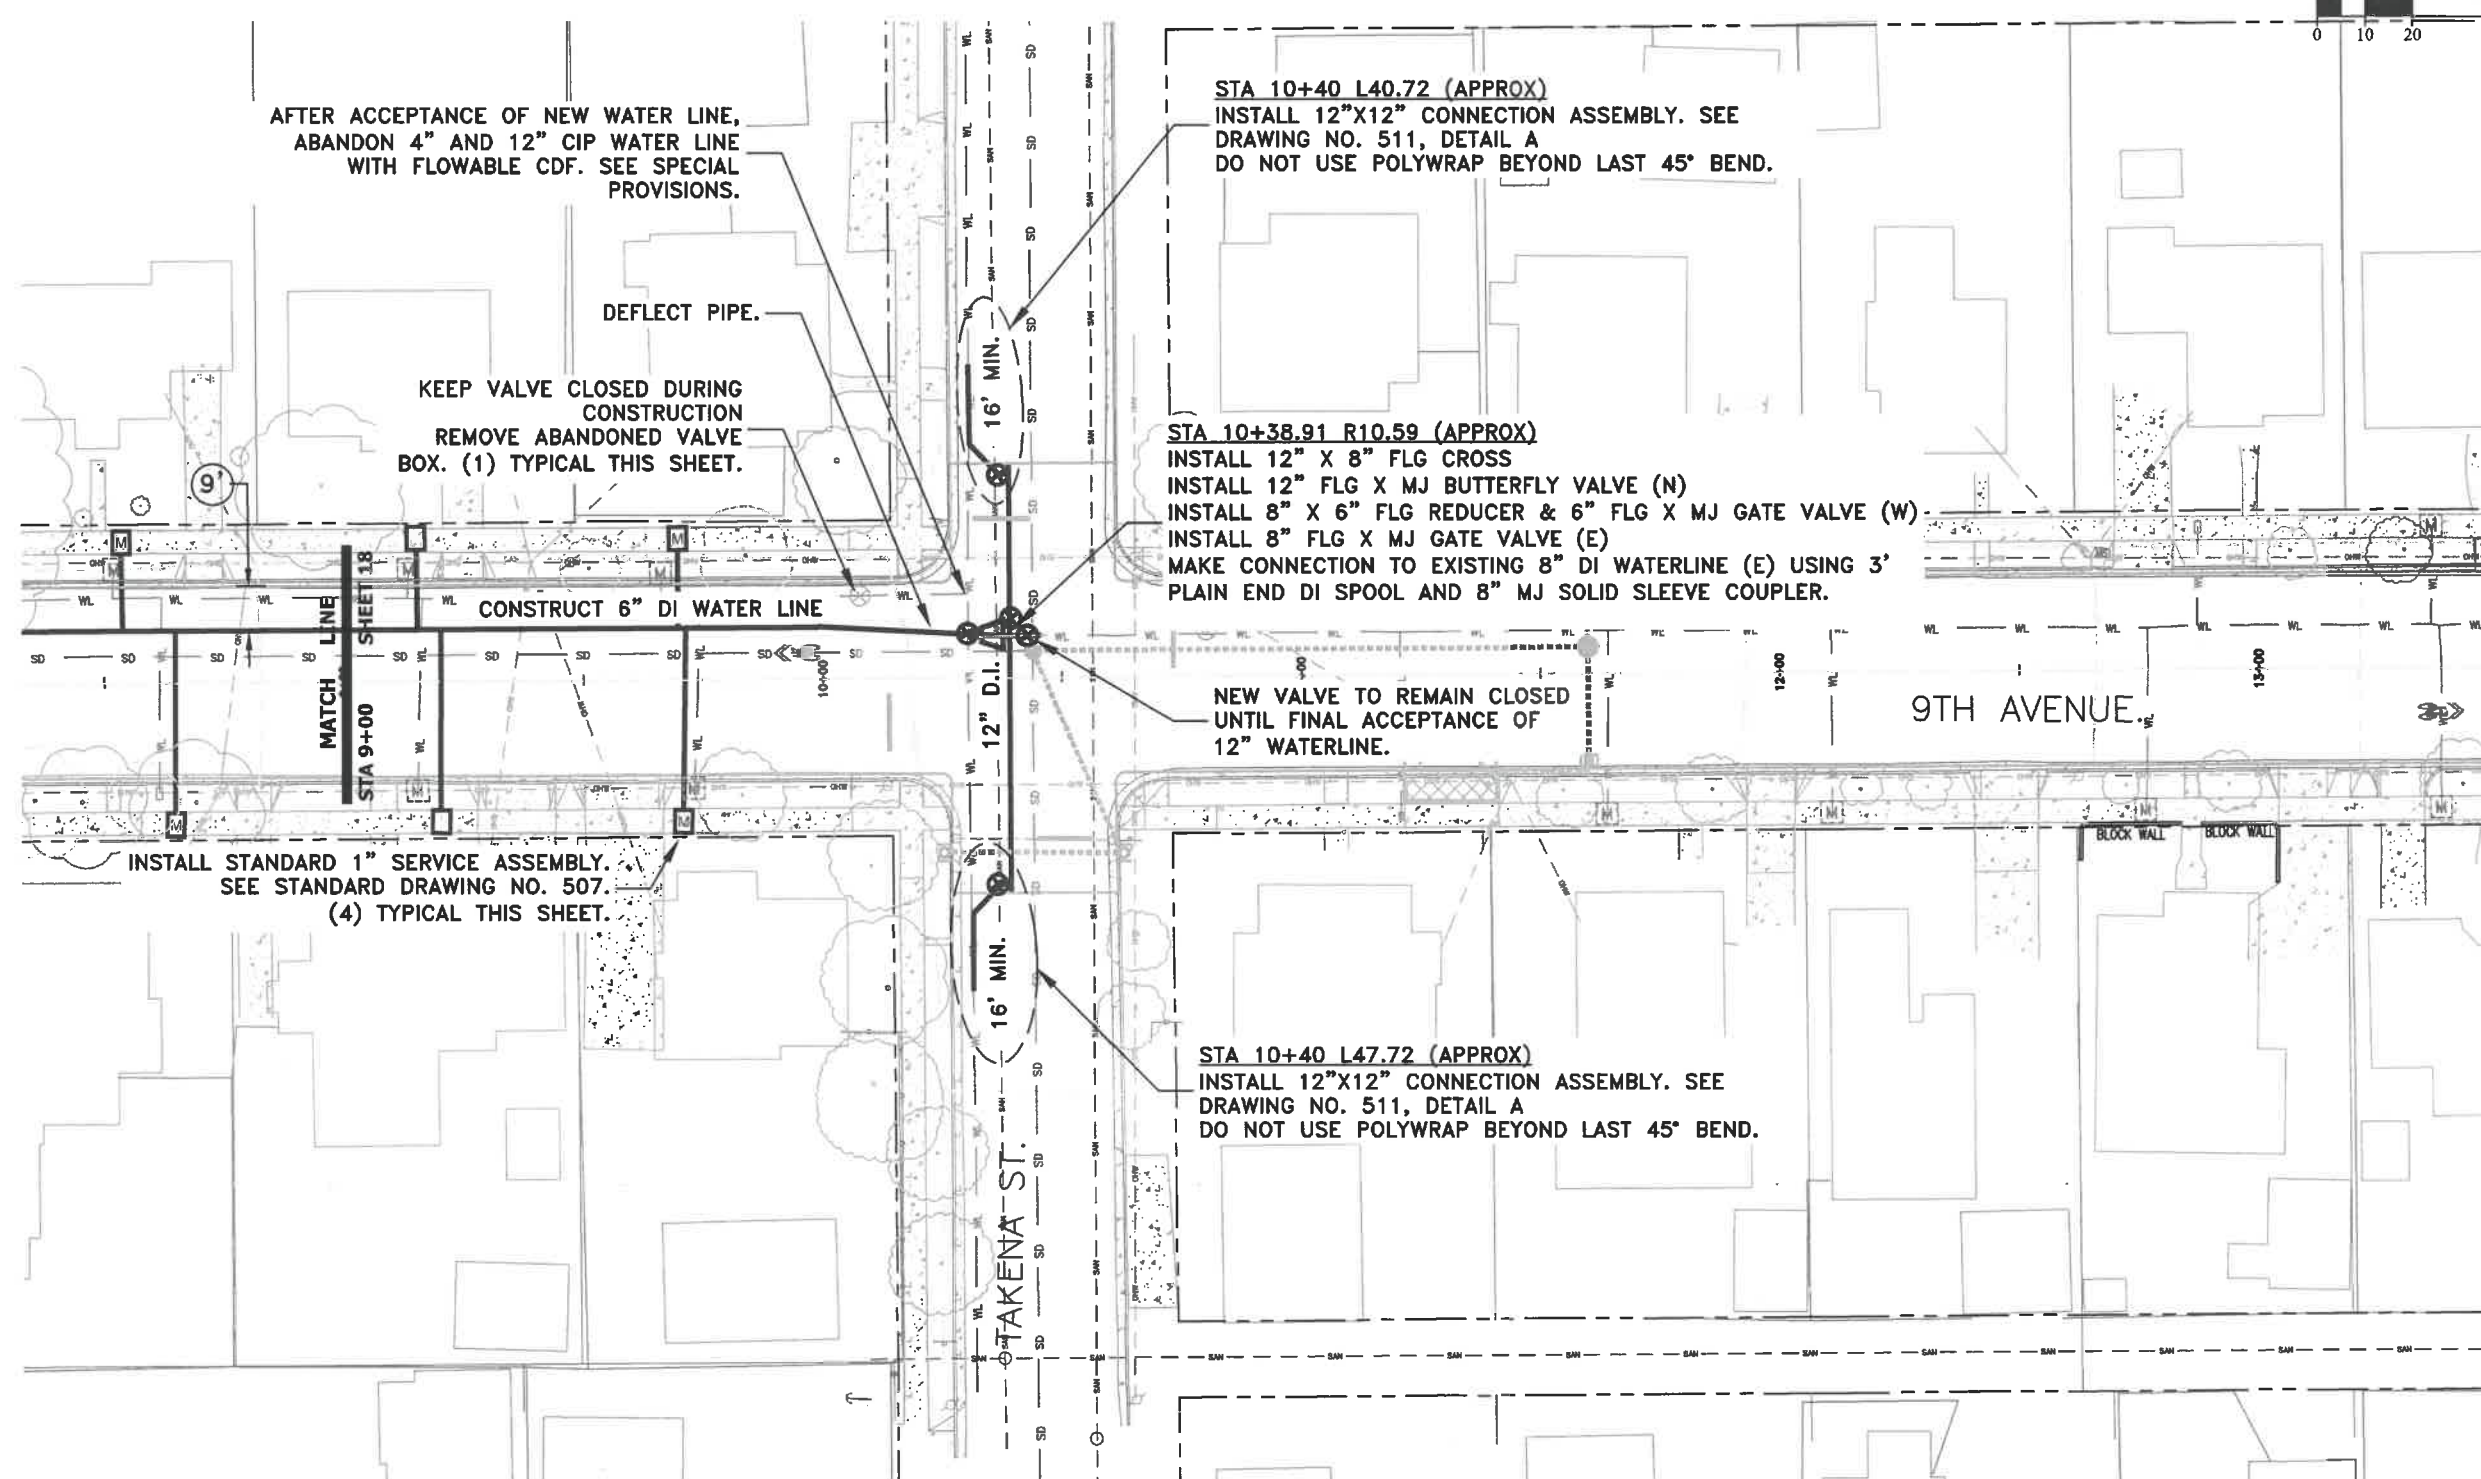 0 10 20
AFTER ACCEPTANCE OF NEW WATER LINE,
ABANDON 4" AND 12" CIP WATER LINE
WITH FLOWABLE CDF. SEE SPECIAL
PROVISIONS.
STA 10+40 L40.72 (APPROX)
INSTALL 12"X12" CONNECTION ASSEMBLY. SEE
DRAWING NO. 511, DETAIL A
DO NOT USE POLYWRAP BEYOND LAST 45° BEND.
DEFLECT PIPE.
16' MIN.
KEEP VALVE CLOSED DURING
CONSTRUCTION
REMOVE ABANDONED VALVE
BOX. (1) TYPICAL THIS SHEET.
9'
STA 10+38.91 R10.59 (APPROX)
INSTALL 12" X 8" FLG CROSS
INSTALL 12" FLG X MJ BUTTERFLY VALVE (N)
INSTALL 8" X 6" FLG REDUCER & 6" FLG X MJ GATE VALVE (W)
INSTALL 8" FLG X MJ GATE VALVE (E)
MAKE CONNECTION TO EXISTING 8" DI WATERLINE (E) USING 3'
PLAIN END DI SPOOL AND 8" MJ SOLID SLEEVE COUPLER.
CONSTRUCT 6" DI WATER LINE
MATCH LINE
STA 9+00 SHEET 18
10+00
12" D.I.
NEW VALVE TO REMAIN CLOSED
UNTIL FINAL ACCEPTANCE OF
12" WATERLINE.
12+00
9TH AVENUE.
13+00
BLOCK WALL
BLOCK WALL
INSTALL STANDARD 1" SERVICE ASSEMBLY.
SEE STANDARD DRAWING NO. 507.
(4) TYPICAL THIS SHEET.
16' MIN.
STA 10+40 L47.72 (APPROX)
INSTALL 12"X12" CONNECTION ASSEMBLY. SEE
DRAWING NO. 511, DETAIL A
DO NOT USE POLYWRAP BEYOND LAST 45° BEND.
TAKENA ST.